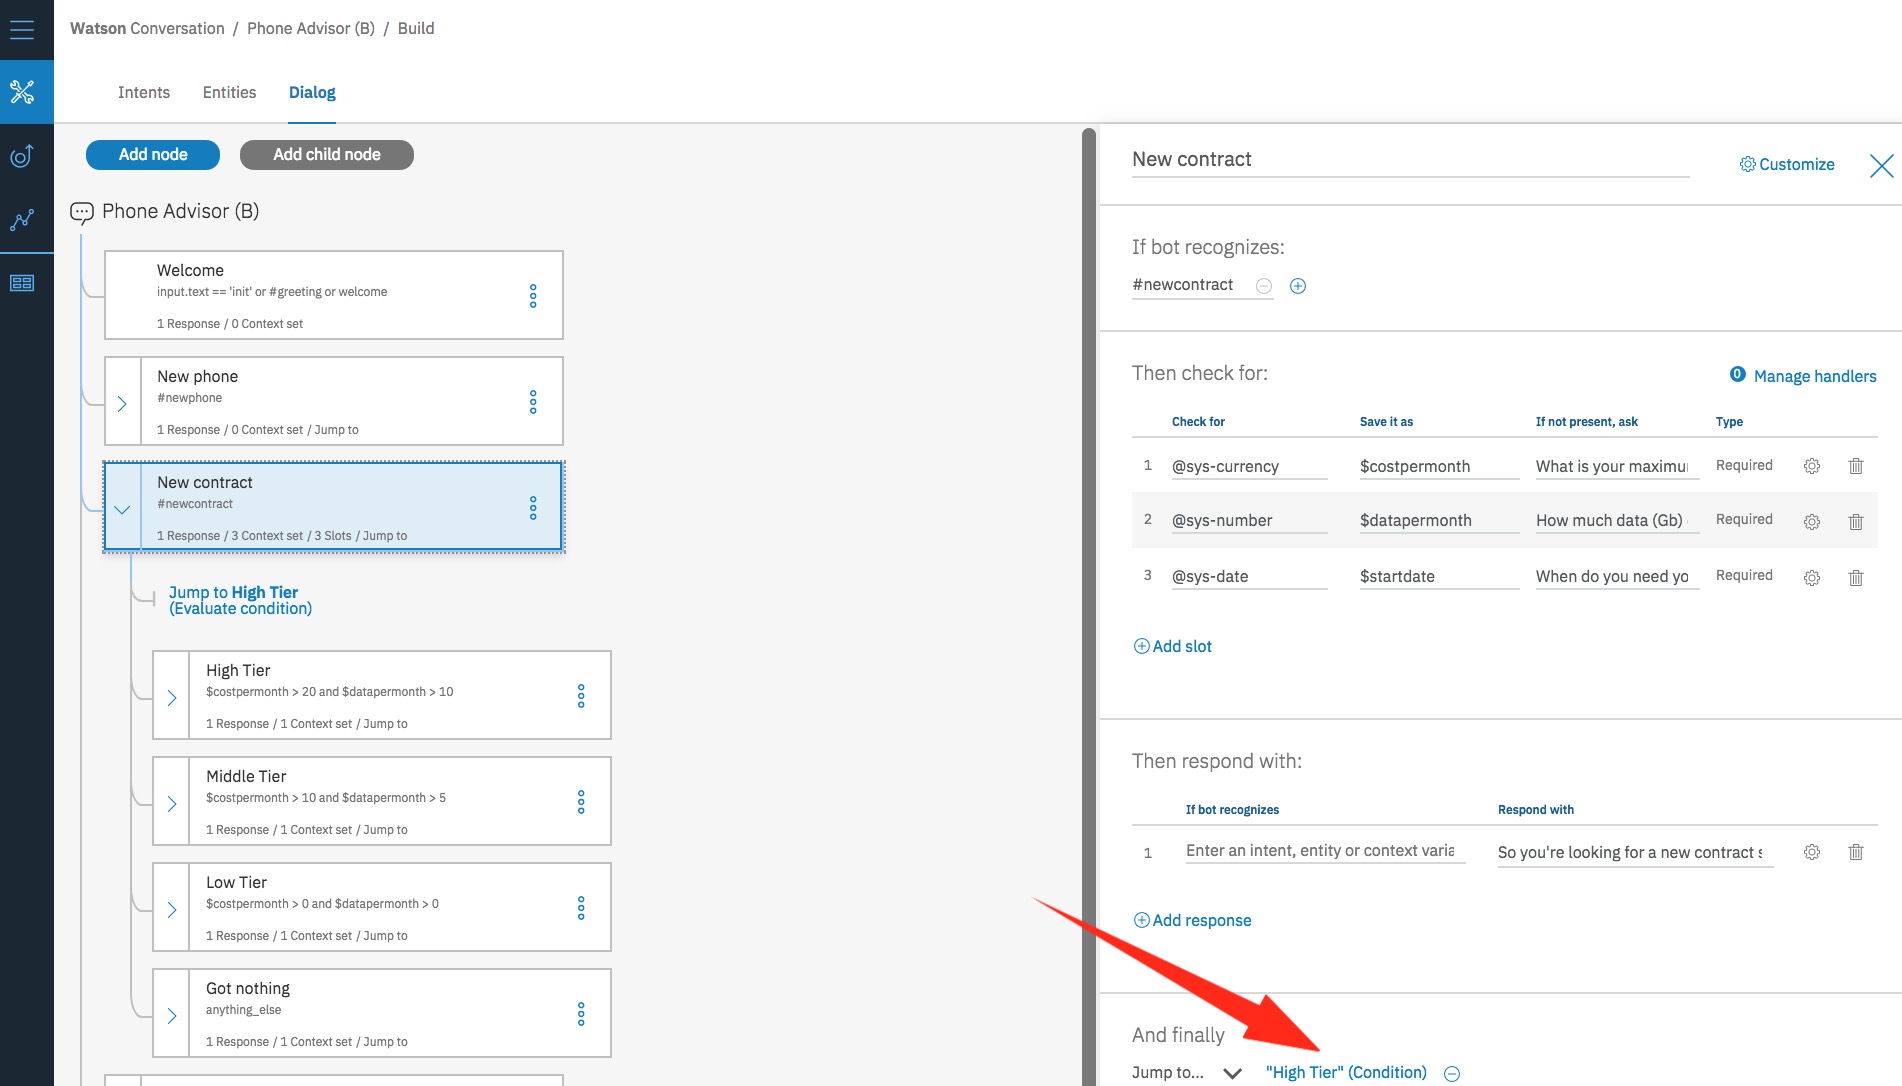 Watson Conversation / Phone Advisor (B) / Build
Intents Entities Dialog
Add node Add child node
Phone Advisor (B)
Welcome
input.text == 'init' or #greeting or welcome
1 Response / 0 Context set
New phone
#newphone
1 Response / 0 Context set / Jump to
New contract
#newcontract
1 Response / 3 Context set / 3 Slots / Jump to
Jump to High Tier
(Evaluate condition)
High Tier
$costpermonth > 20 and $datapermonth > 10
1 Response / 1 Context set / Jump to
Middle Tier
$costpermonth > 10 and $datapermonth > 5
1 Response / 1 Context set / Jump to
Low Tier
$costpermonth > 0 and $datapermonth > 0
1 Response / 1 Context set / Jump to
Got nothing
anything_else
1 Response / 1 Context set / Jump to
New contract
Customize
If bot recognizes:
#newcontract
Then check for:
0 Manage handlers
Check for Save it as If not present, ask Type
1 @sys-currency $costpermonth What is your maximu Required
2 @sys-number $datapermonth How much data (Gb) Required
3 @sys-date $startdate When do you need yo Required
Add slot
Then respond with:
If bot recognizes Respond with
1 Enter an intent, entity or context varia So you're looking for a new contract s
Add response
And finally
Jump to... "High Tier" (Condition)